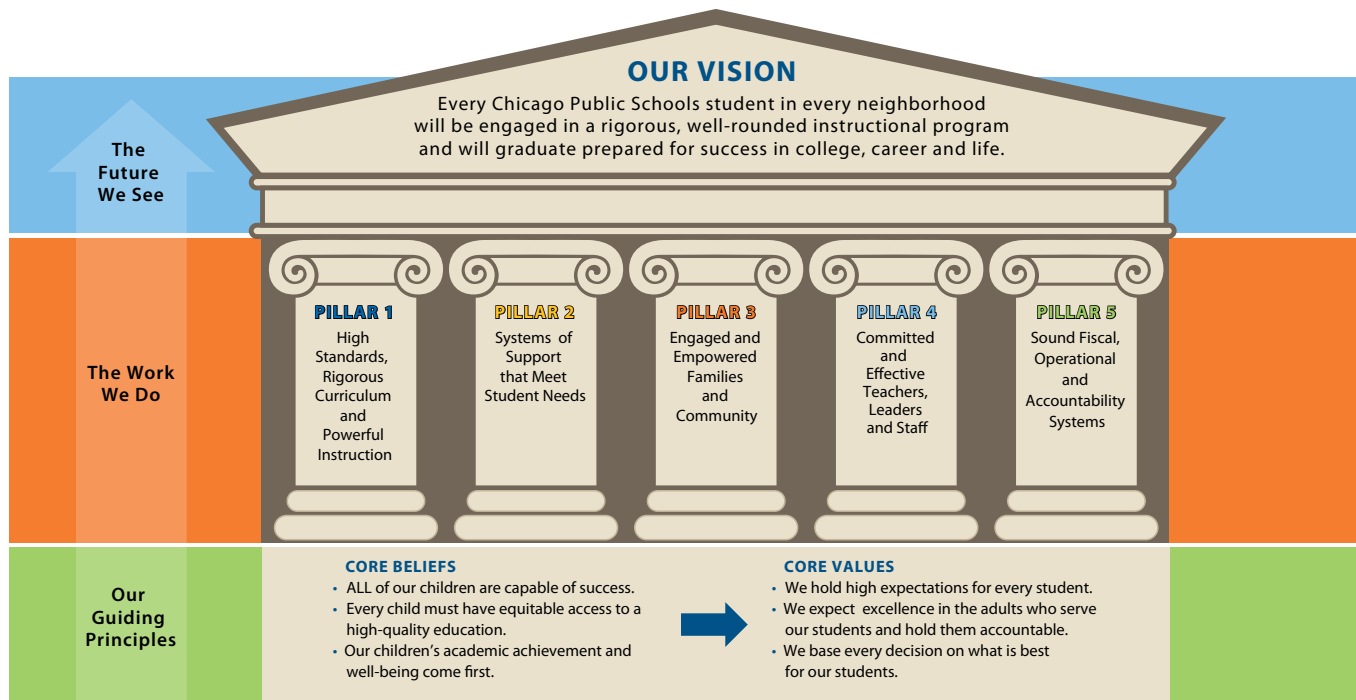 OUR VISION
Every Chicago Public Schools student in every neighborhood
will be engaged in a rigorous, well-rounded instructional program
and will graduate prepared for success in college, career and life.
The
Future
We See
The Work
We Do
PILLAR 1
High
Standards,
Rigorous
Curriculum
and
Powerful
Instruction
PILLAR 2
Systems of
Support
that Meet
Student Needs
PILLAR 3
Engaged and
Empowered
Families
and
Community
PILLAR 4
Committed
and
Effective
Teachers,
Leaders
and Staff
PILLAR 5
Sound Fiscal,
Operational
and
Accountability
Systems
Our
Guiding
Principles
CORE BELIEFS
• ALL of our children are capable of success.
• Every child must have equitable access to a
high-quality education.
• Our children’s academic achievement and
well-being come first.
CORE VALUES
• We hold high expectations for every student.
• We expect excellence in the adults who serve
our students and hold them accountable.
• We base every decision on what is best
for our students.